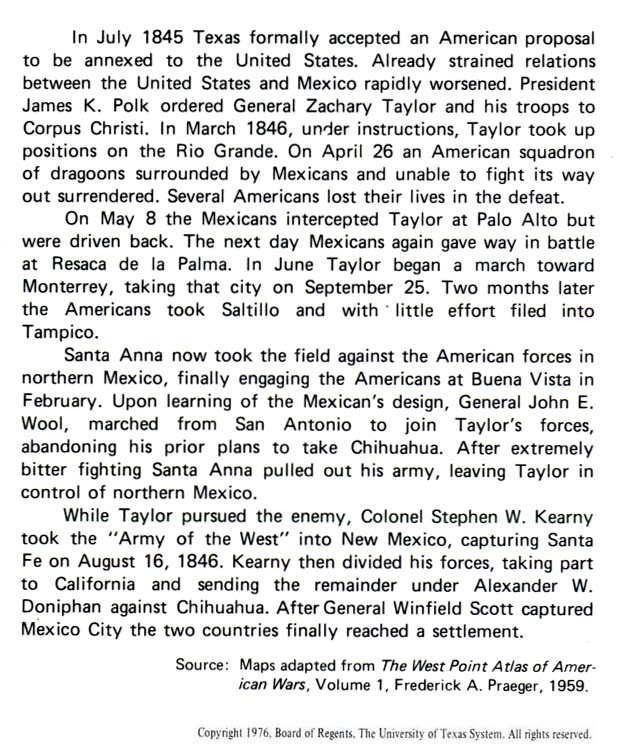 In July 1845 Texas formally accepted an American proposal
to be annexed to the United States. Already strained relations
between the United States and Mexico rapidly worsened. President
James K. Polk ordered General Zachary Taylor and his troops to
Corpus Christi. In March 1846, under instructions, Taylor took up
positions on the Rio Grande. On April 26 an American squadron
of dragoons surrounded by Mexicans and unable to fight its way
out surrendered. Several Americans lost their lives in the defeat.
On May 8 the Mexicans intercepted Taylor at Palo Alto but
were driven back. The next day Mexicans again gave way in battle
at Resaca de la Palma. In June Taylor began a march toward
Monterrey, taking that city on September 25. Two months later
the Americans took Saltillo and with little effort filed into
Tampico.
Santa Anna now took the field against the American forces in
northern Mexico, finally engaging the Americans at Buena Vista in
February. Upon learning of the Mexican's design, General John E.
Wool, marched from San Antonio to join Taylor's forces,
abandoning his prior plans to take Chihuahua. After extremely
bitter fighting Santa Anna pulled out his army, leaving Taylor in
control of northern Mexico.
While Taylor pursued the enemy, Colonel Stephen W. Kearny
took the "Army of the West" into New Mexico, capturing Santa
Fe on August 16, 1846. Kearny then divided his forces, taking part
to California and sending the remainder under Alexander W.
Doniphan against Chihuahua. After General Winfield Scott captured
Mexico City the two countries finally reached a settlement.
Source: Maps adapted from The West Point Atlas of Amer-
ican Wars, Volume 1, Frederick A. Praeger, 1959.
Copyright 1976, Board of Regents, The University of Texas System. All rights reserved.